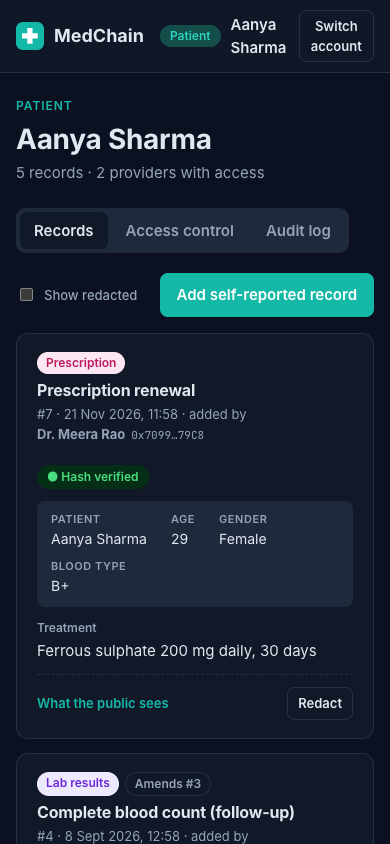 MedChain
Patient
Aanya
Sharma
Switch
account
PATIENT
Aanya Sharma
5 records · 2 providers with access
Records
Access control
Audit log
Show redacted
Add self-reported record
Prescription
Prescription renewal
#7 · 21 Nov 2026, 11:58 · added by
Dr. Meera Rao 0x7099…79C8
Hash verified
PATIENT
Aanya Sharma
AGE
29
GENDER
Female
BLOOD TYPE
B+
Treatment
Ferrous sulphate 200 mg daily, 30 days
What the public sees
Redact
Lab results
Amends #3
Complete blood count (follow-up)
#4 · 8 Sept 2026, 12:58 · added by